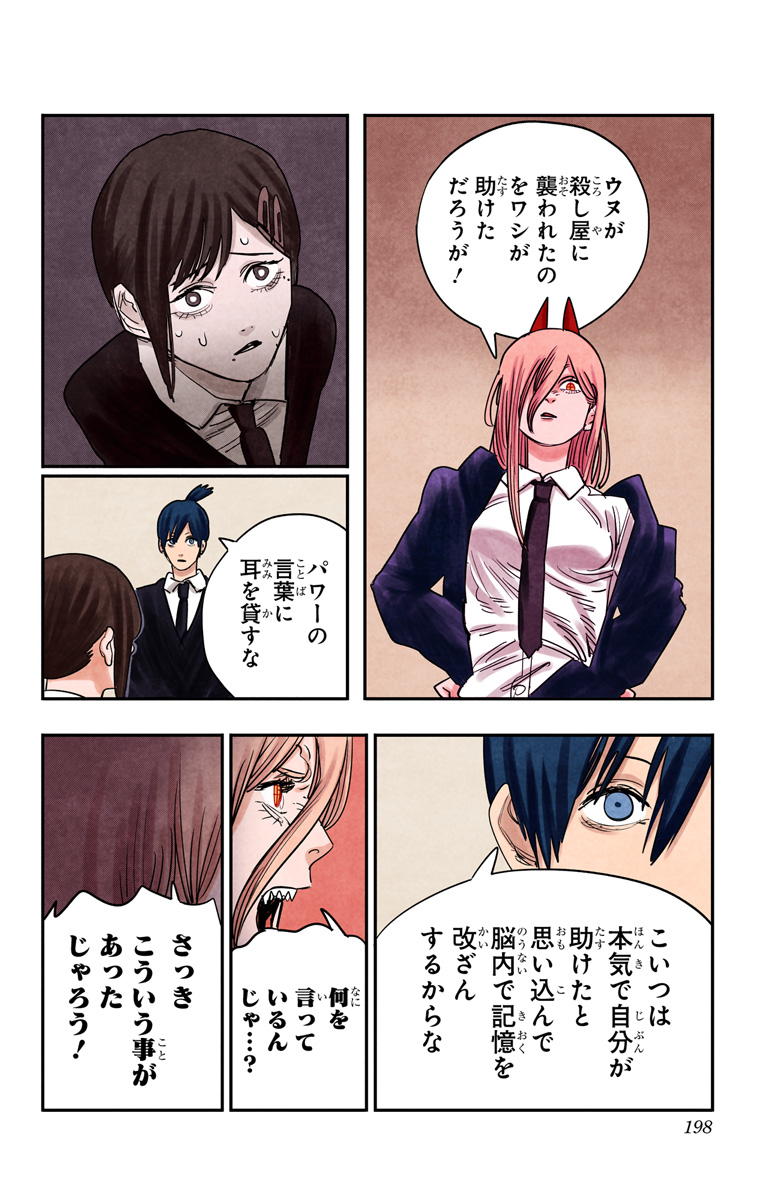 ウヌが
殺し屋に
襲われたの
をワシが
助けた
だろうが！
パワーの
言葉に
耳を貸すな
こいつは
本気で自分が
助けたと
思い込んで
脳内で記憶を
改ざん
するからな
何を
言って
いるん
じゃ…？
さっき
こういう事が
あった
じゃろう！
198